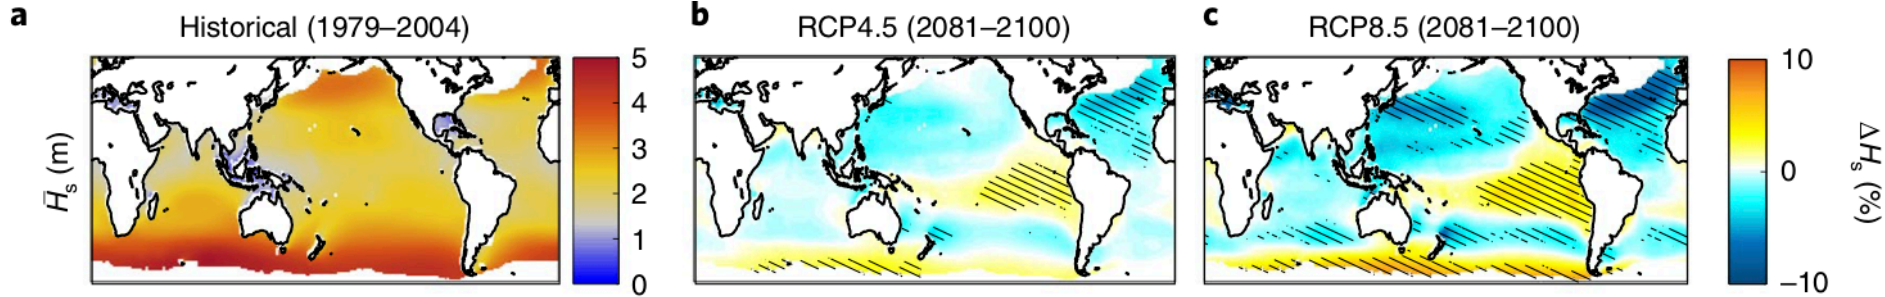 a
Historical (1979–2004)
H̄s (m)
5
4
3
2
1
0
b
RCP4.5 (2081–2100)
c
RCP8.5 (2081–2100)
10
0
–10
ΔHs (%)